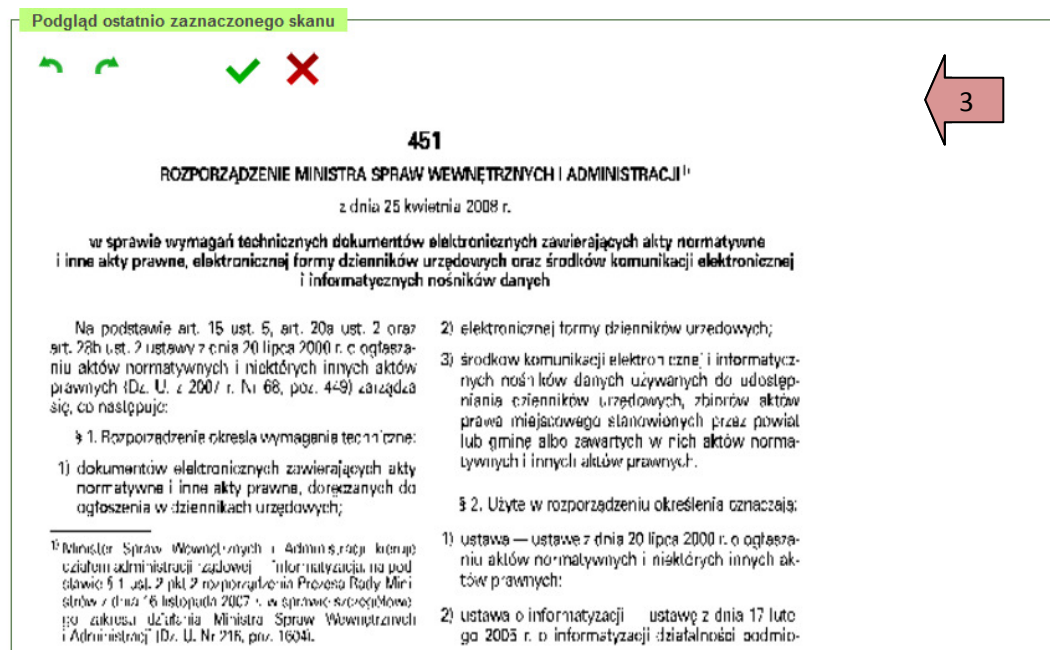 Podgląd ostatnio zaznaczonego skanu
3
451
ROZPORZĄDZENIE MINISTRA SPRAW WEWNĘTRZNYCH I ADMINISTRACJI¹⁾
z dnia 25 kwietnia 2008 r.
w sprawie wymagań technicznych dokumentów elektronicznych zawierających akty normatywne
i inne akty prawne, elektronicznej formy dzienników urzędowych oraz środków komunikacji elektronicznej
i informatycznych nośników danych
Na podstawie art. 15 ust. 5, art. 20a ust. 2 oraz
art. 28b ust. 2 ustawy z dnia 20 lipca 2000 r. o ogłasza-
niu aktów normatywnych i niektórych innych aktów
prawnych (Dz. U. z 2007 r. Nr 68, poz. 449) zarządza
się, co następuje:
§ 1. Rozporządzenie określa wymagania techniczne:
1) dokumentów elektronicznych zawierających akty
normatywne i inne akty prawne, doręczanych do
ogłoszenia w dziennikach urzędowych;
¹⁾ Minister Spraw Wewnętrznych i Administracji kieruje
działem administracji rządowej — informatyzacja, na pod-
stawie § 1 ust. 2 pkt 2 rozporządzenia Prezesa Rady Mini-
strów z dnia 16 listopada 2007 r. w sprawie szczegółowe-
go zakresu działania Ministra Spraw Wewnętrznych
i Administracji (Dz. U. Nr 216, poz. 1604).
2) elektronicznej formy dzienników urzędowych;
3) środków komunikacji elektronicznej i informatycz-
nych nośników danych używanych do udostęp-
niania dzienników urzędowych, zbiorów aktów
prawa miejscowego stanowionych przez powiat
lub gminę albo zawartych w nich aktów norma-
tywnych i innych aktów prawnych.
§ 2. Użyte w rozporządzeniu określenia oznaczają:
1) ustawa — ustawę z dnia 20 lipca 2000 r. o ogłasza-
niu aktów normatywnych i niektórych innych ak-
tów prawnych;
2) ustawa o informatyzacji — ustawę z dnia 17 lute-
go 2005 r. o informatyzacji działalności podmio-